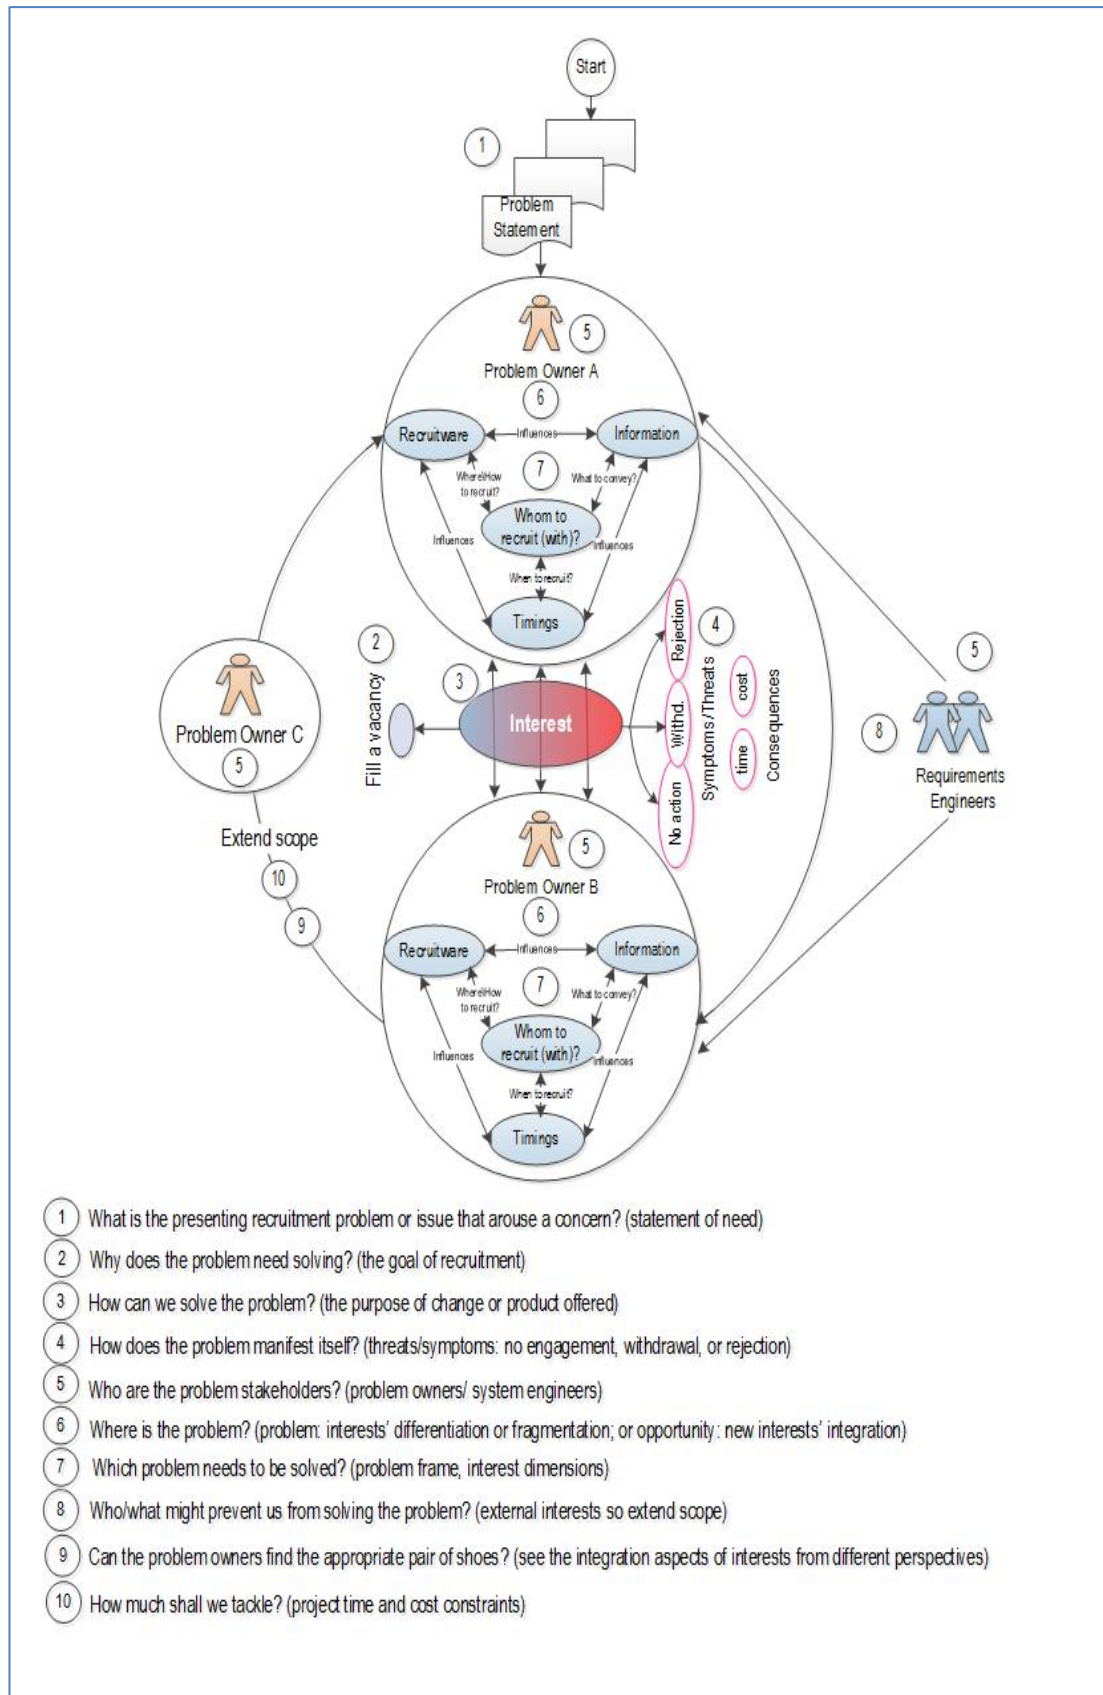 Start
1
Problem
Statement
5
Problem Owner A
6
Recruitware
Influences
Information
7
Where\How
to recruit?
What to convey?
Whom to
recruit (with)?
Influences
Influences
When to recruit?
Timings
2
Fill a vacancy
3
Interest
Rejection
Withd.
No action
4
Symptoms/Threats
cost
time
Consequences
5
8
Requirements
Engineers
Problem Owner C
5
Extend scope
10
9
5
Problem Owner B
6
Recruitware
Influences
Information
7
Where\How
to recruit?
What to convey?
Whom to
recruit (with)?
Influences
Influences
When to recruit?
Timings
1 What is the presenting recruitment problem or issue that arouse a concern? (statement of need)
2 Why does the problem need solving? (the goal of recruitment)
3 How can we solve the problem? (the purpose of change or product offered)
4 How does the problem manifest itself? (threats/symptoms: no engagement, withdrawal, or rejection)
5 Who are the problem stakeholders? (problem owners/ system engineers)
6 Where is the problem? (problem: interests’ differentiation or fragmentation; or opportunity: new interests’ integration)
7 Which problem needs to be solved? (problem frame, interest dimensions)
8 Who/what might prevent us from solving the problem? (external interests so extend scope)
9 Can the problem owners find the appropriate pair of shoes? (see the integration aspects of interests from different perspectives)
10 How much shall we tackle? (project time and cost constraints)